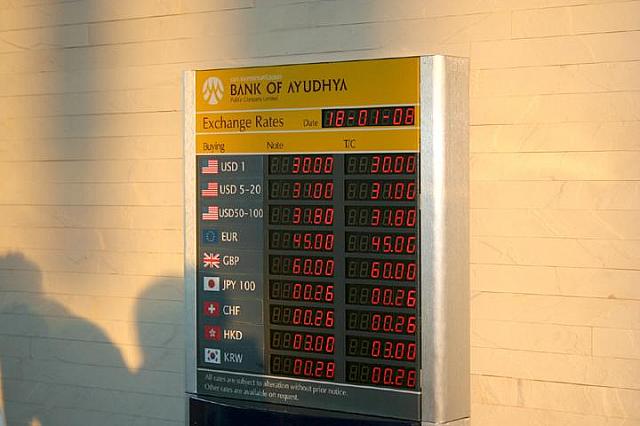 BANK OF AYUDHYA
Public Company Limited
Exchange Rates Date 18-01-08
Buying Note T/C
USD 1 30.00 30.00
USD 5-20 31.00 31.00
USD50-100 31.80 31.80
EUR 45.00 45.00
GBP 60.00 60.00
JPY 100 00.26 00.26
CHF 00.26 00.26
HKD 03.00 03.00
KRW 00.28 00.26
All rates are subject to alteration without prior notice.
Other rates are available on request.